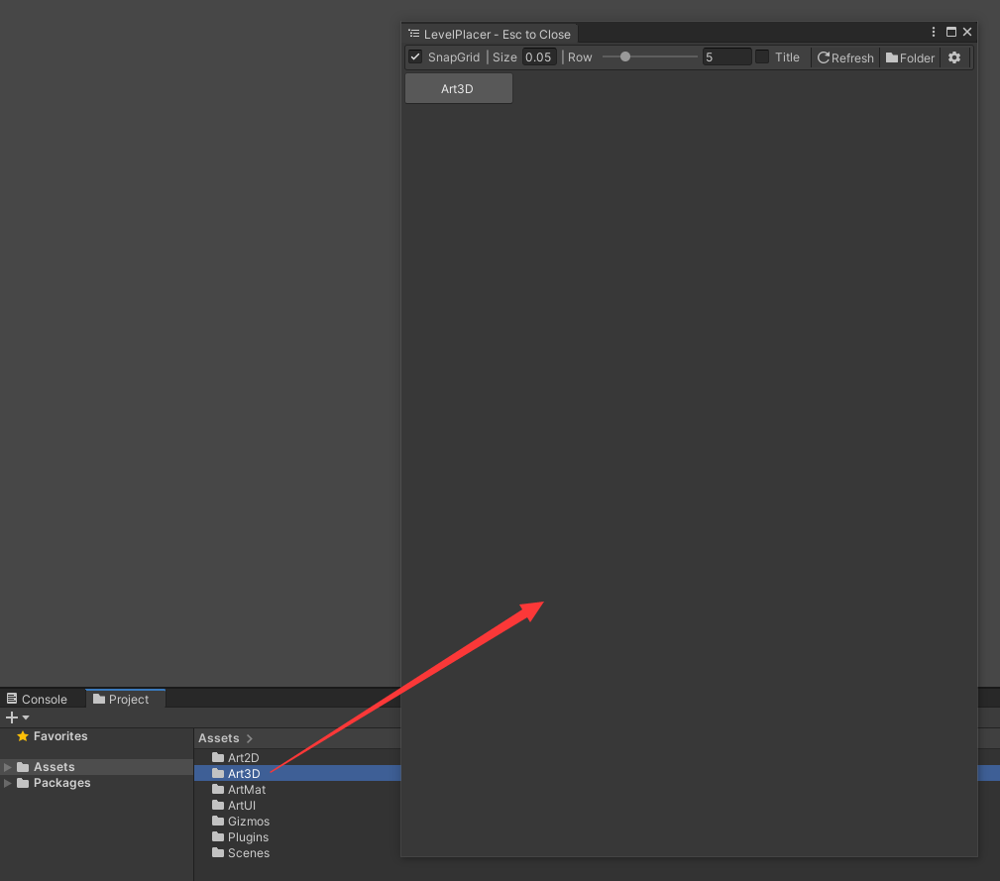 LevelPlacer - Esc to Close
SnapGrid | Size 0.05 | Row 5 Title Refresh Folder
Art3D
Console Project
Favorites
Assets
Packages
Assets
Art2D
Art3D
ArtMat
ArtUI
Gizmos
Plugins
Scenes